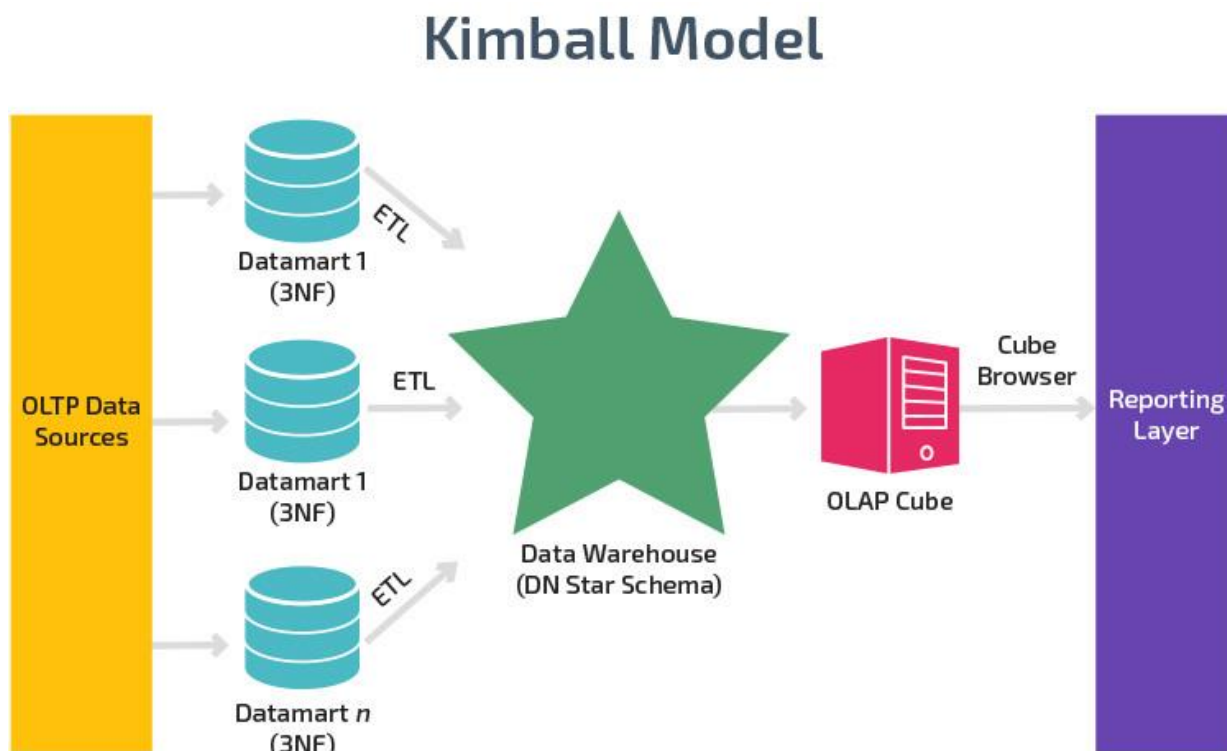 Kimball Model
OLTP Data
Sources
ETL
Datamart 1
(3NF)
ETL
Datamart 1
(3NF)
ETL
Datamart n
(3NF)
Data Warehouse
(DN Star Schema)
OLAP Cube
Cube
Browser
Reporting
Layer